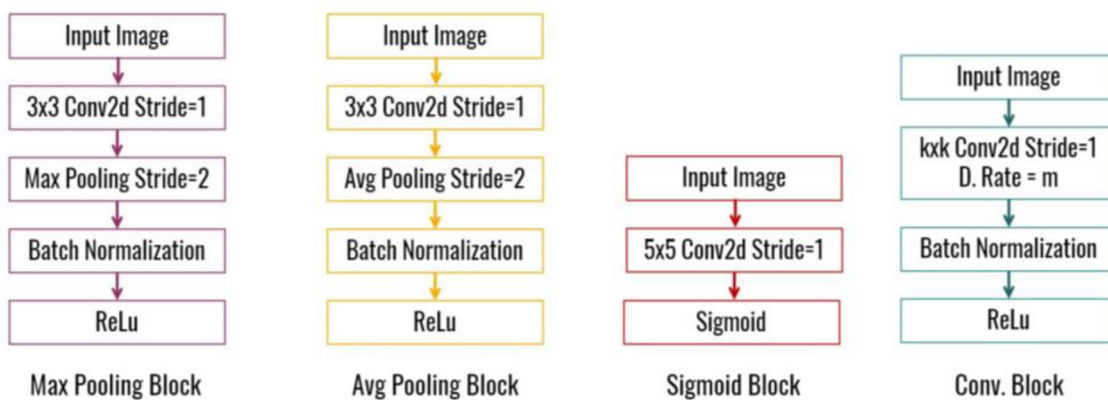 Input Image
3x3 Conv2d Stride=1
Max Pooling Stride=2
Batch Normalization
ReLu
Max Pooling Block
Input Image
3x3 Conv2d Stride=1
Avg Pooling Stride=2
Batch Normalization
ReLu
Avg Pooling Block
Input Image
5x5 Conv2d Stride=1
Sigmoid
Sigmoid Block
Input Image
kxk Conv2d Stride=1
D. Rate = m
Batch Normalization
ReLu
Conv. Block